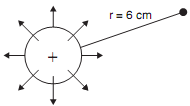 r = 6 cm
+